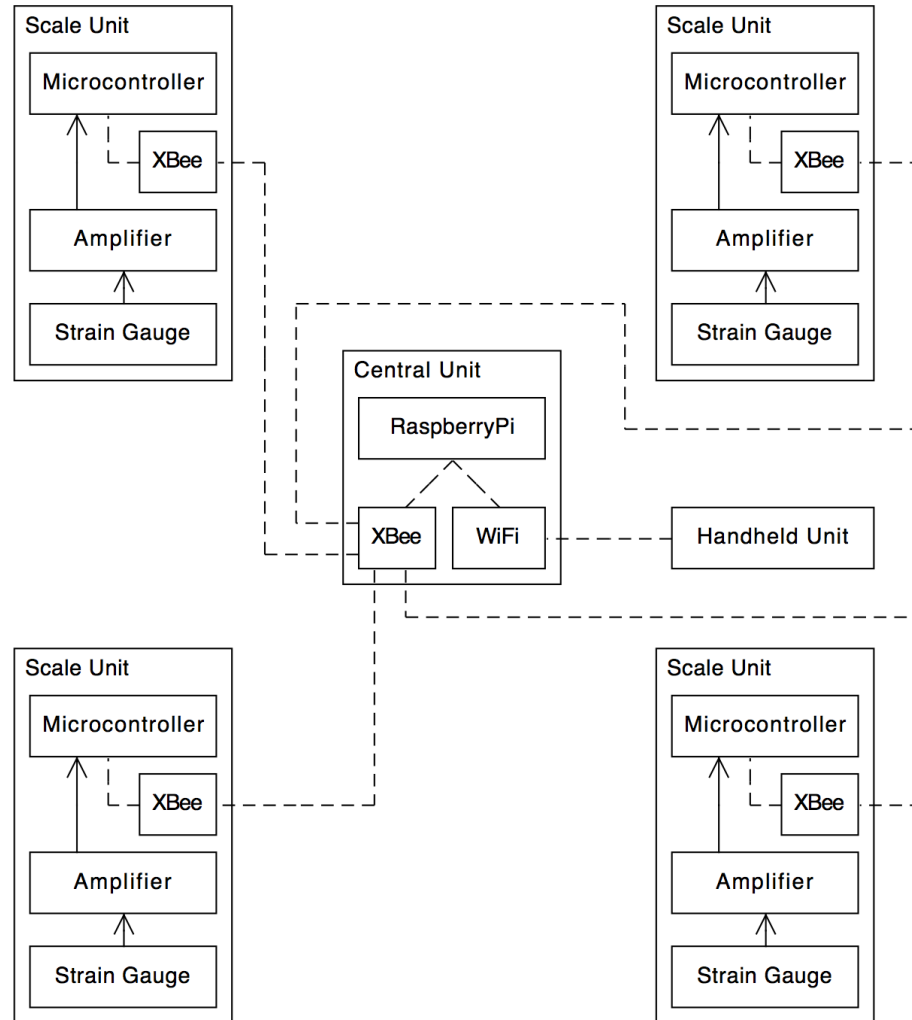 Scale Unit
Microcontroller
XBee
Amplifier
Strain Gauge
Scale Unit
Microcontroller
XBee
Amplifier
Strain Gauge
Central Unit
RaspberryPi
XBee
WiFi
Handheld Unit
Scale Unit
Microcontroller
XBee
Amplifier
Strain Gauge
Scale Unit
Microcontroller
XBee
Amplifier
Strain Gauge